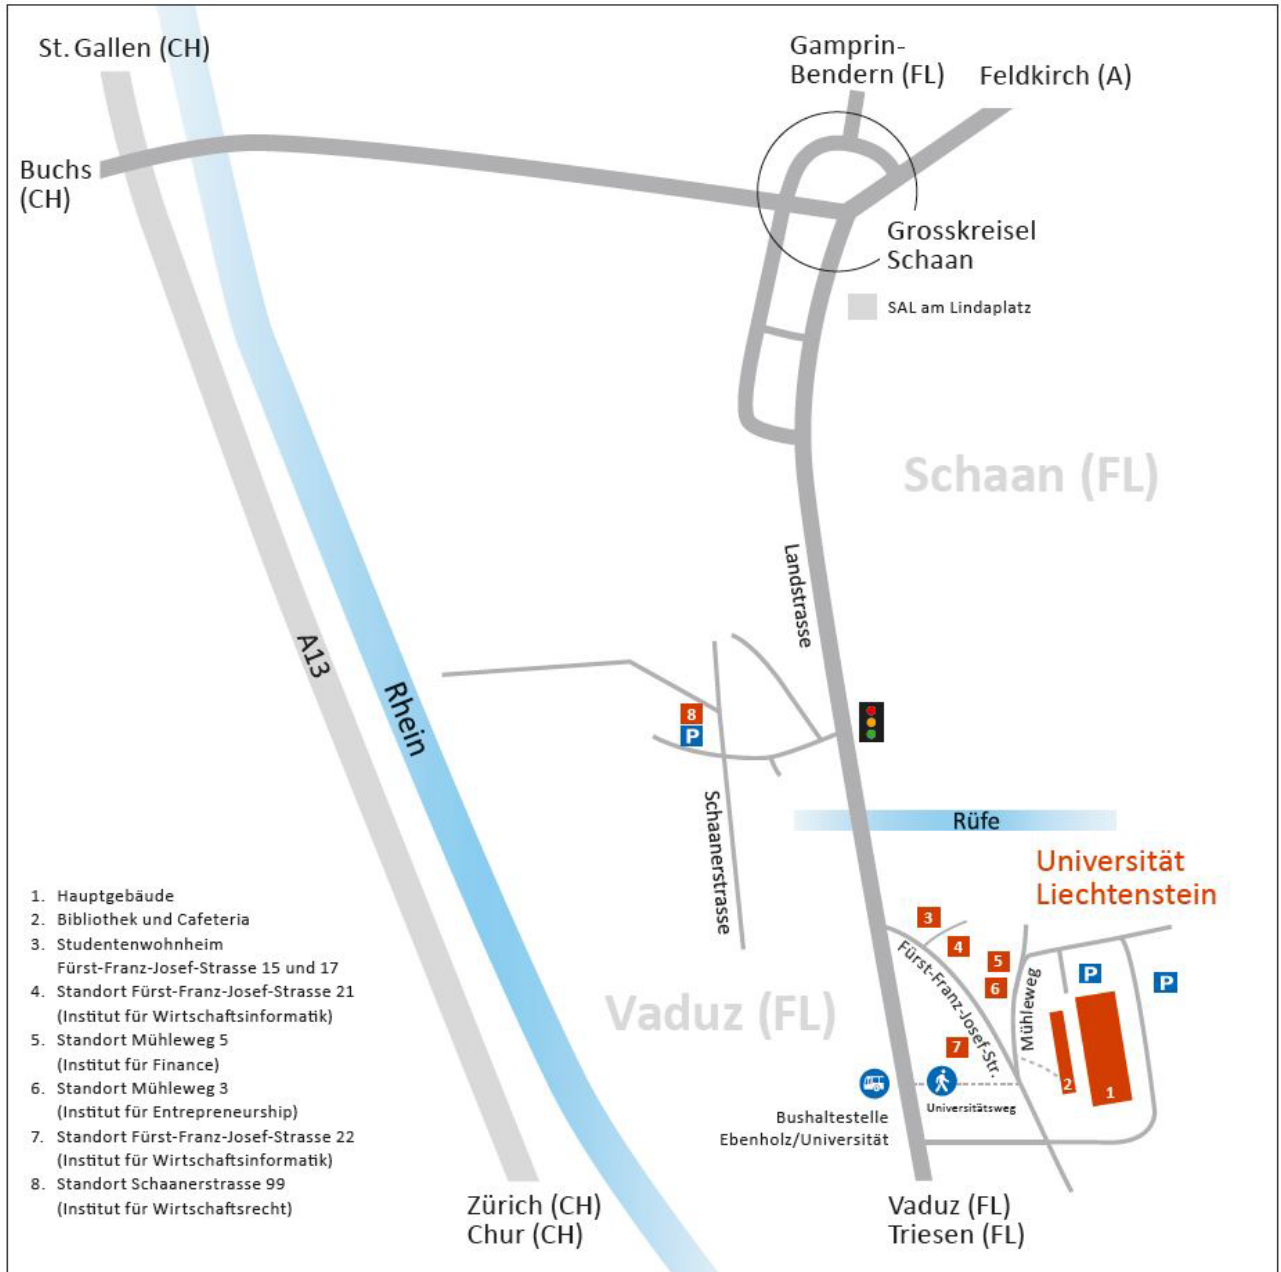 St. Gallen (CH)
Gamprin-
Bendern (FL)
Feldkirch (A)
Buchs
(CH)
Grosskreisel
Schaan
SAL am Lindaplatz
Schaan (FL)
Landstrasse
A13
Rhein
8
P
Schaanerstrasse
Rüfe
Universität
Liechtenstein
1. Hauptgebäude
2. Bibliothek und Cafeteria
3. Studentenwohnheim
Fürst-Franz-Josef-Strasse 15 und 17
4. Standort Fürst-Franz-Josef-Strasse 21
(Institut für Wirtschaftsinformatik)
5. Standort Mühleweg 5
(Institut für Finance)
6. Standort Mühleweg 3
(Institut für Entrepreneurship)
7. Standort Fürst-Franz-Josef-Strasse 22
(Institut für Wirtschaftsinformatik)
8. Standort Schaanerstrasse 99
(Institut für Wirtschaftsrecht)
Vaduz (FL)
3
4
5
6
Fürst-Franz-Josef-Str.
Mühleweg
P
P
7
2
1
Universitätsweg
Bushaltestelle
Ebenholz/Universität
Zürich (CH)
Chur (CH)
Vaduz (FL)
Triesen (FL)